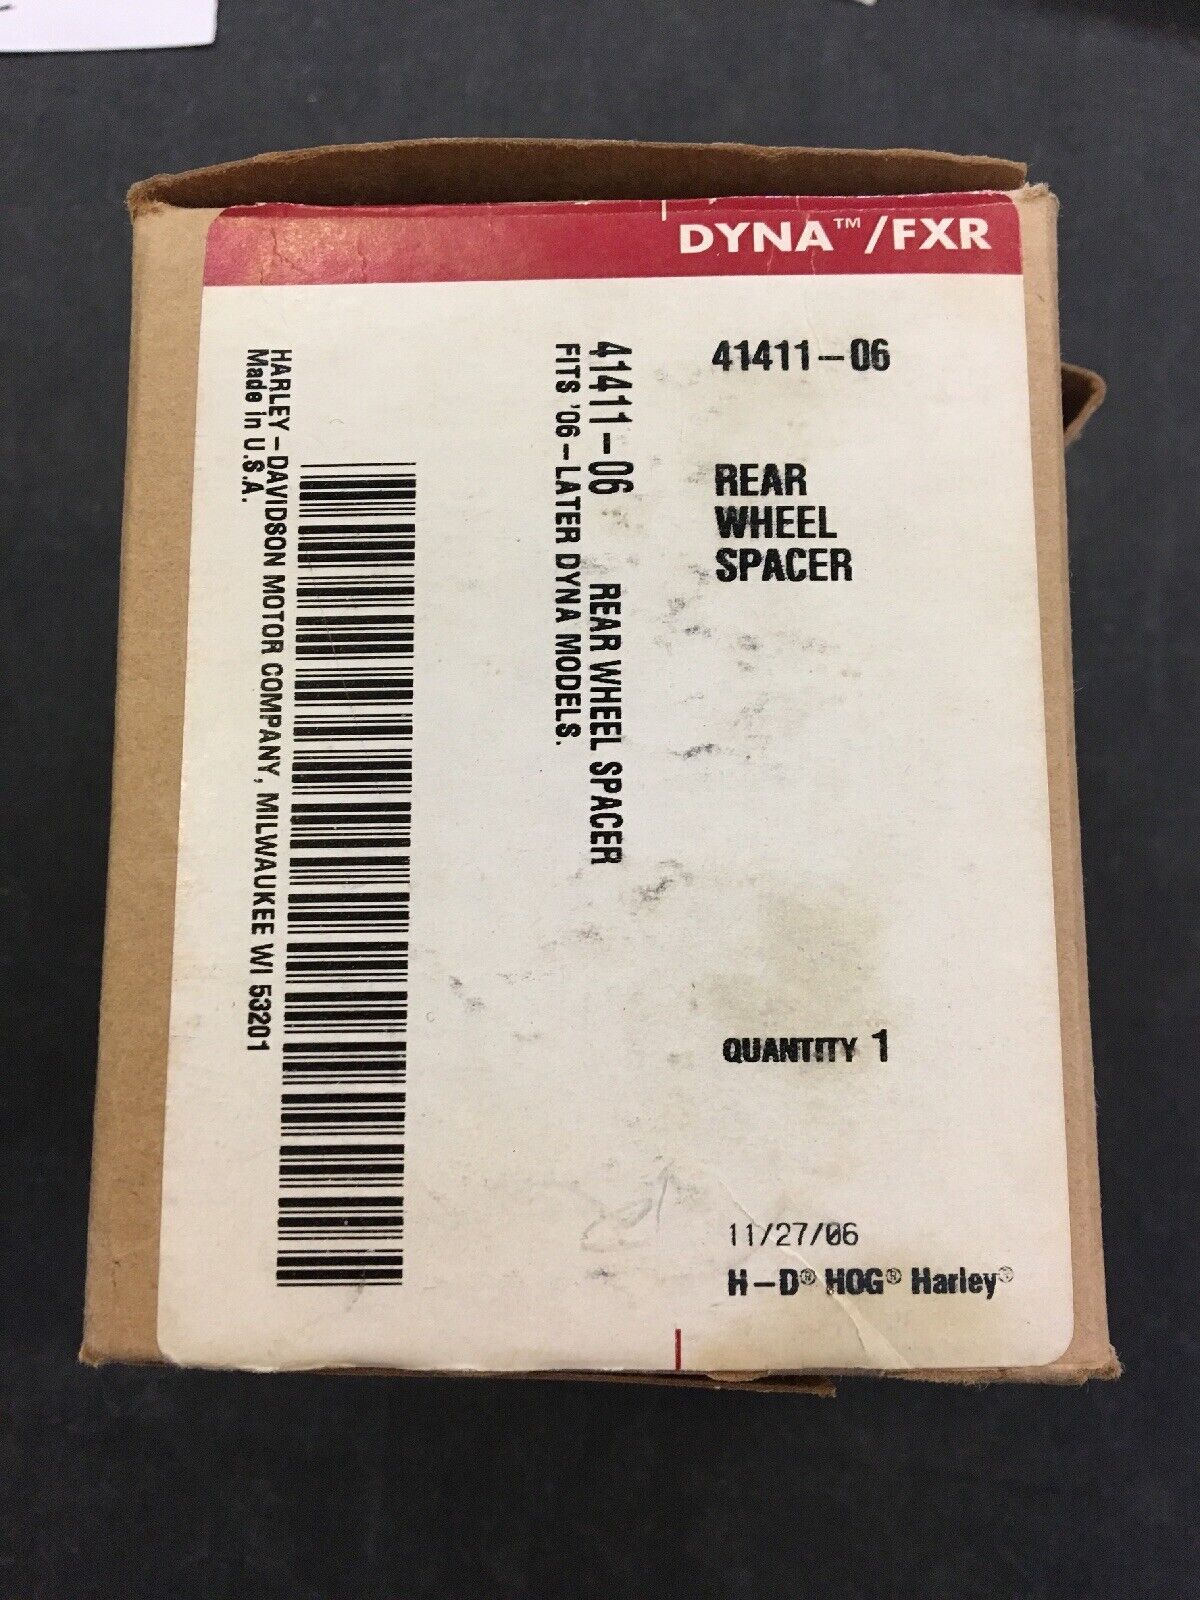 DYNA™/FXR
41411-06
REAR
WHEEL
SPACER
QUANTITY 1
11/27/06
H-D® HOG® Harley®
41411-06 REAR WHEEL SPACER
FITS '06-LATER DYNA MODELS.
HARLEY-DAVIDSON MOTOR COMPANY, MILWAUKEE WI 53201
Made in U.S.A.